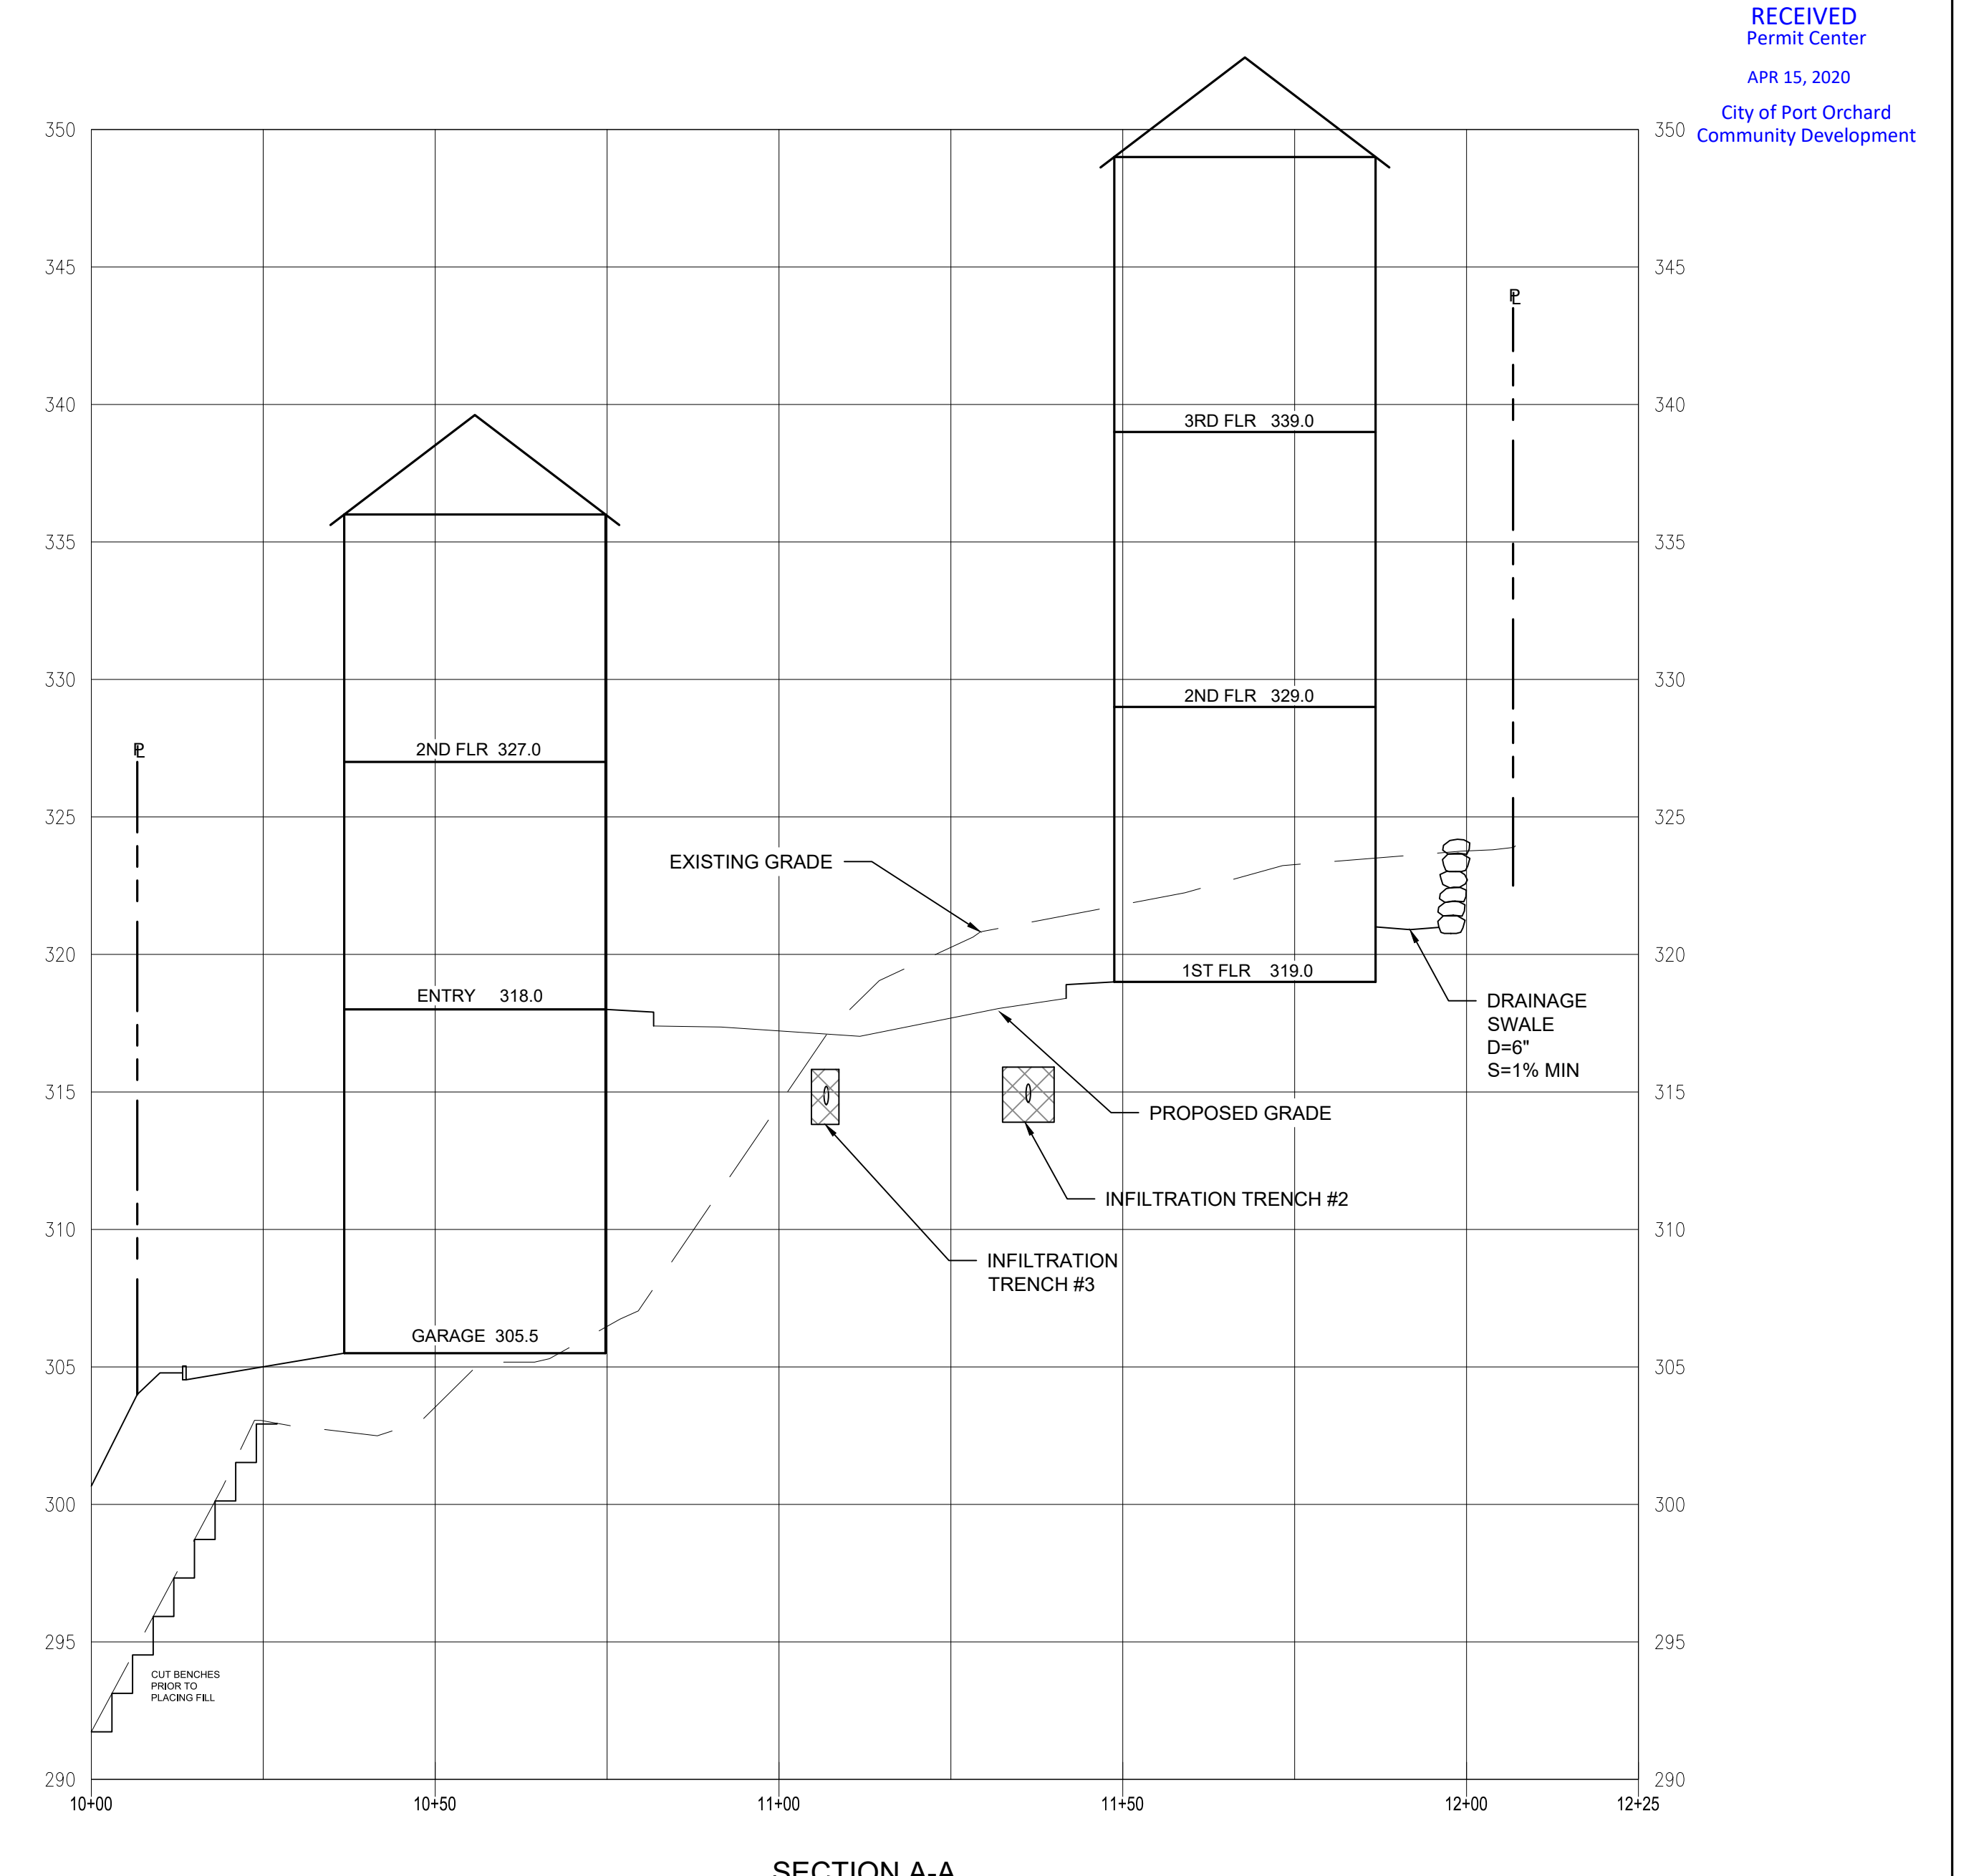 RECEIVED
Permit Center
APR 15, 2020
City of Port Orchard
Community Development
350
350
345
345
PL
340
340
3RD FLR 339.0
335
335
330
330
2ND FLR 329.0
PL
2ND FLR 327.0
325
325
EXISTING GRADE
320
320
1ST FLR 319.0
ENTRY 318.0
DRAINAGE
SWALE
D=6"
S=1% MIN
315
315
PROPOSED GRADE
INFILTRATION TRENCH #2
310
310
INFILTRATION
TRENCH #3
GARAGE 305.5
305
305
300
300
295
295
CUT BENCHES
PRIOR TO
PLACING FILL
290
290
10+00
10+50
11+00
11+50
12+00
12+25
SECTION A-A